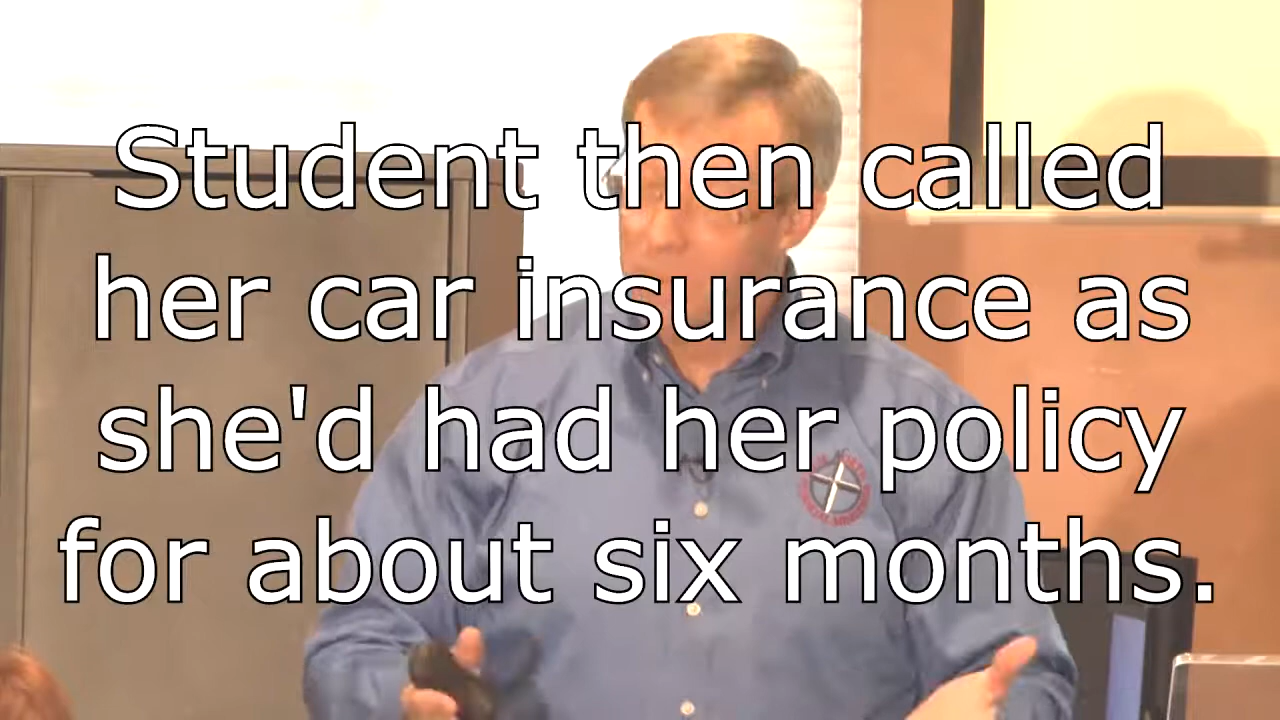 Student then called
her car insurance as
she'd had her policy
for about six months.